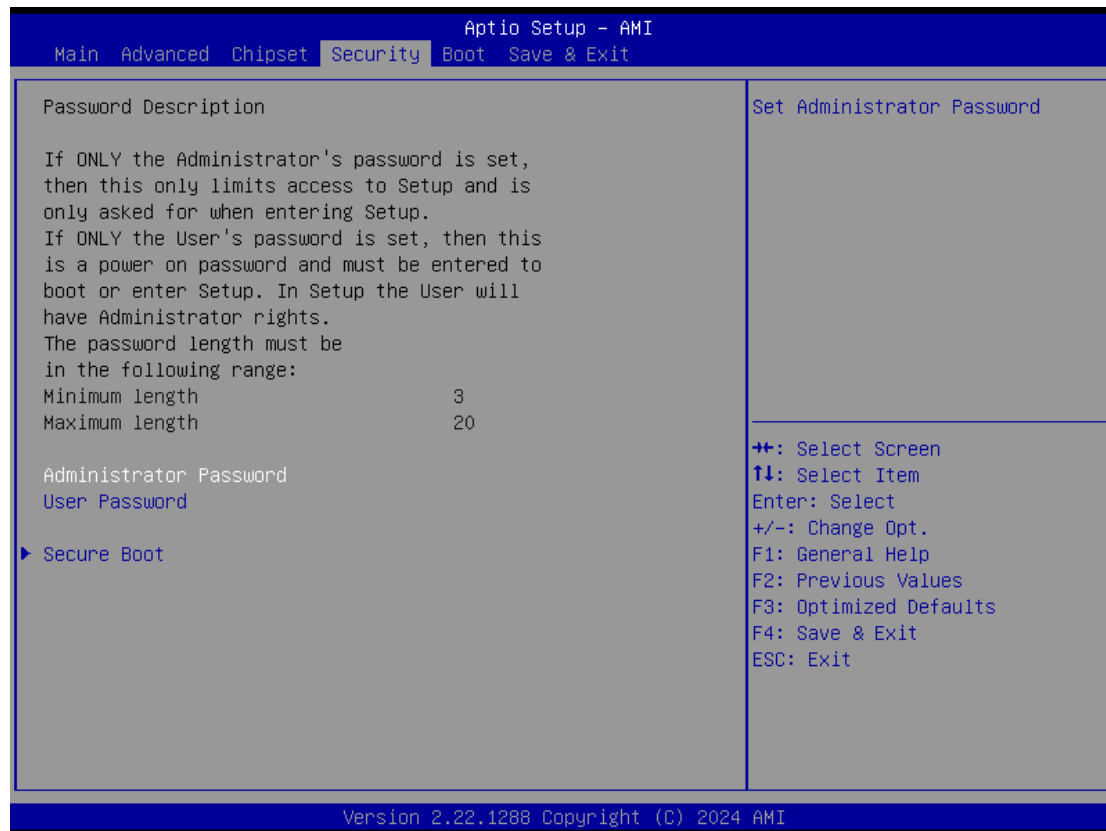 Aptio Setup – AMI
Main Advanced Chipset Security Boot Save & Exit
Password Description
If ONLY the Administrator's password is set,
then this only limits access to Setup and is
only asked for when entering Setup.
If ONLY the User's password is set, then this
is a power on password and must be entered to
boot or enter Setup. In Setup the User will
have Administrator rights.
The password length must be
in the following range:
Minimum length 3
Maximum length 20
Administrator Password
User Password
Secure Boot
Set Administrator Password
→←: Select Screen
↑↓: Select Item
Enter: Select
+/-: Change Opt.
F1: General Help
F2: Previous Values
F3: Optimized Defaults
F4: Save & Exit
ESC: Exit
Version 2.22.1288 Copyright (C) 2024 AMI